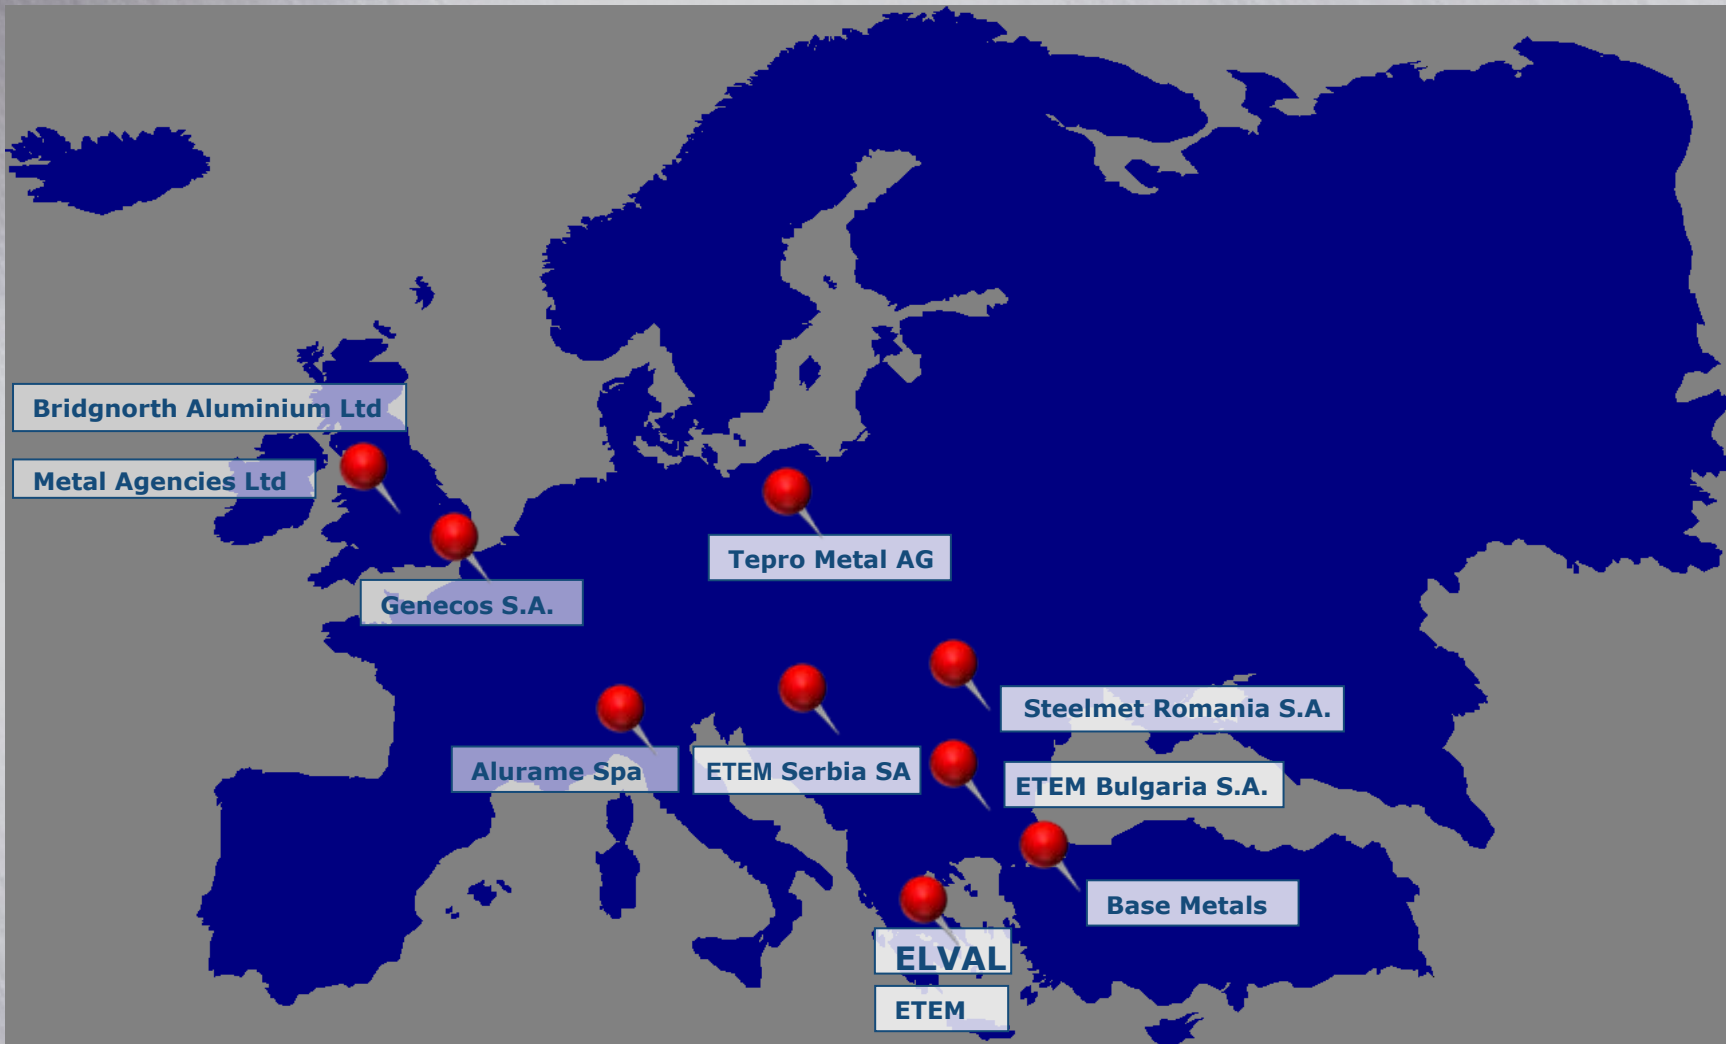 Bridgnorth Aluminium Ltd
Metal Agencies Ltd
Tepro Metal AG
Genecos S.A.
Steelmet Romania S.A.
Alurame Spa
ETEM Serbia SA
ETEM Bulgaria S.A.
Base Metals
ELVAL
ETEM